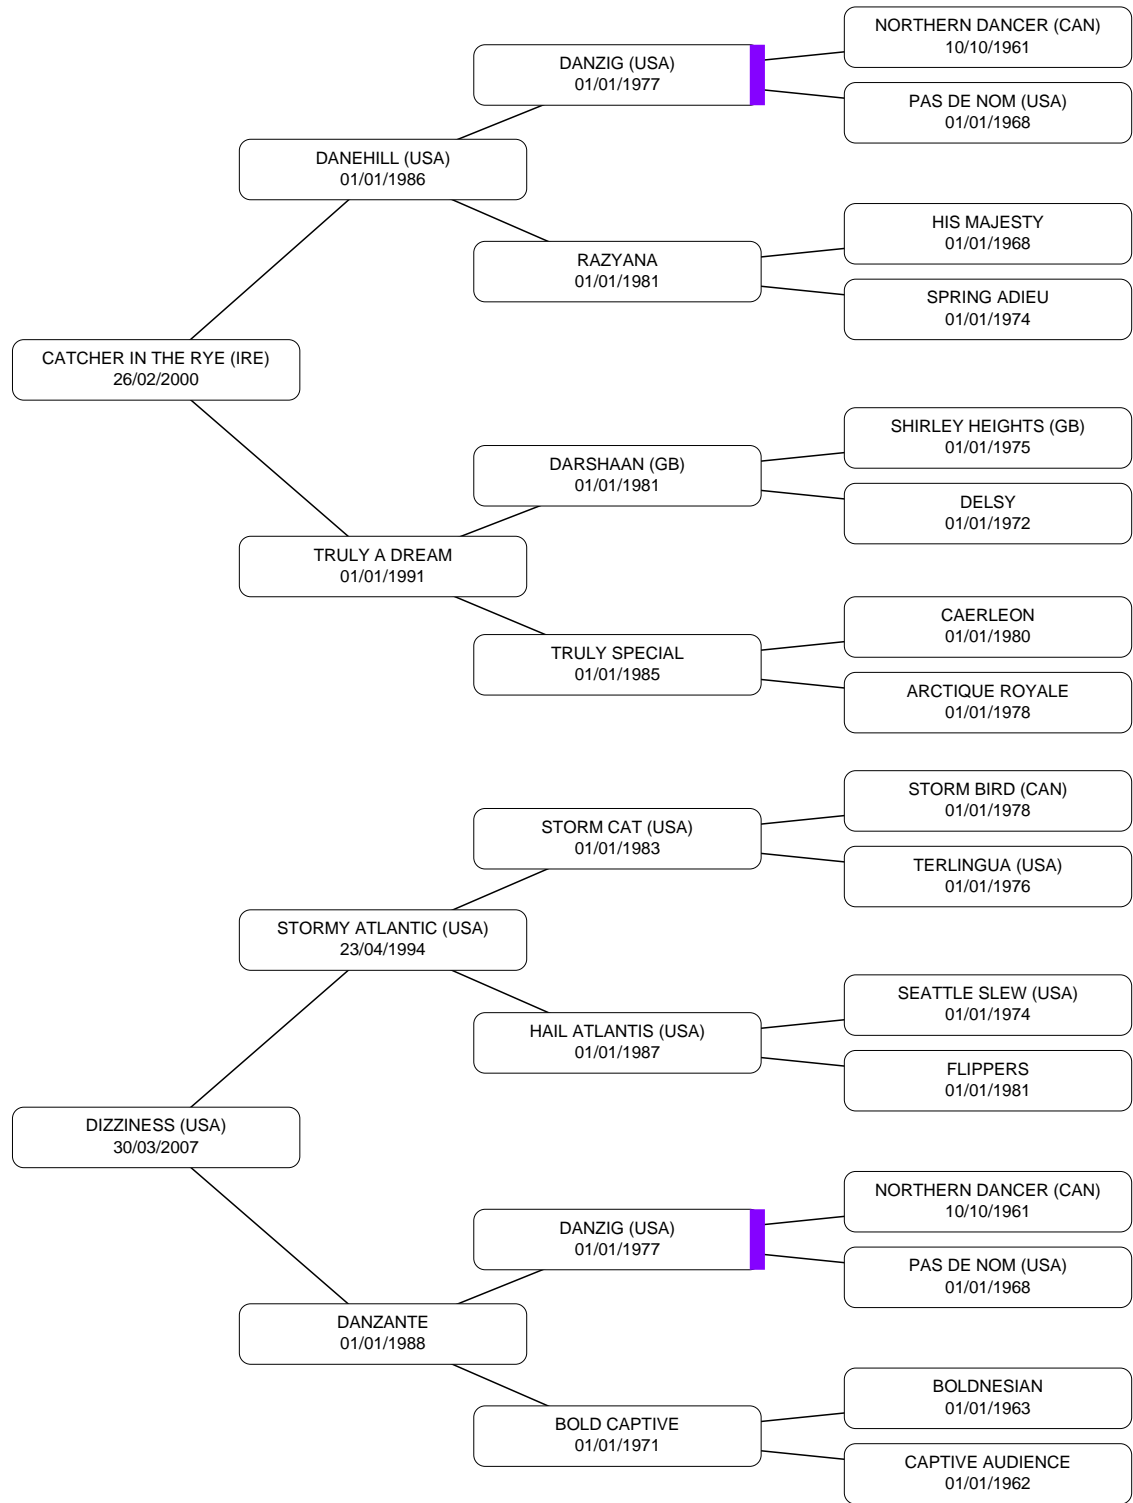 NORTHERN DANCER (CAN)
10/10/1961
DANZIG (USA)
01/01/1977
PAS DE NOM (USA)
01/01/1968
DANEHILL (USA)
01/01/1986
HIS MAJESTY
01/01/1968
RAZYANA
01/01/1981
SPRING ADIEU
01/01/1974
CATCHER IN THE RYE (IRE)
26/02/2000
SHIRLEY HEIGHTS (GB)
01/01/1975
DARSHAAN (GB)
01/01/1981
DELSY
01/01/1972
TRULY A DREAM
01/01/1991
CAERLEON
01/01/1980
TRULY SPECIAL
01/01/1985
ARCTIQUE ROYALE
01/01/1978
STORM BIRD (CAN)
01/01/1978
STORM CAT (USA)
01/01/1983
TERLINGUA (USA)
01/01/1976
STORMY ATLANTIC (USA)
23/04/1994
SEATTLE SLEW (USA)
01/01/1974
HAIL ATLANTIS (USA)
01/01/1987
FLIPPERS
01/01/1981
DIZZINESS (USA)
30/03/2007
NORTHERN DANCER (CAN)
10/10/1961
DANZIG (USA)
01/01/1977
PAS DE NOM (USA)
01/01/1968
DANZANTE
01/01/1988
BOLDNESIAN
01/01/1963
BOLD CAPTIVE
01/01/1971
CAPTIVE AUDIENCE
01/01/1962